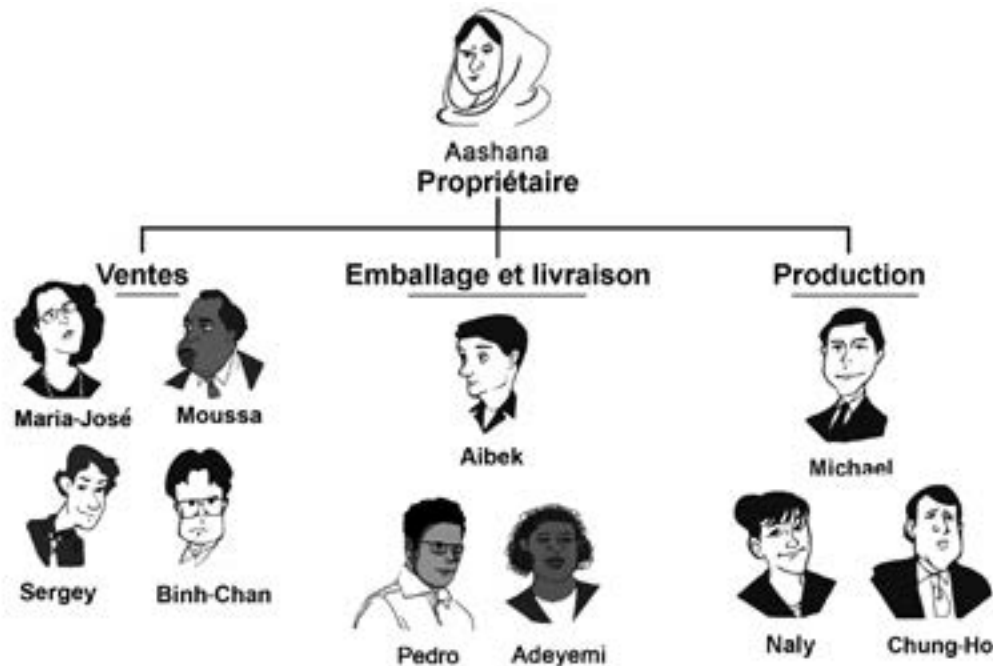 Aashana
Propriétaire
Ventes
Emballage et livraison
Production
Maria-José
Moussa
Aibek
Michael
Sergey
Binh-Chan
Pedro
Adeyemi
Naly
Chung-Ho